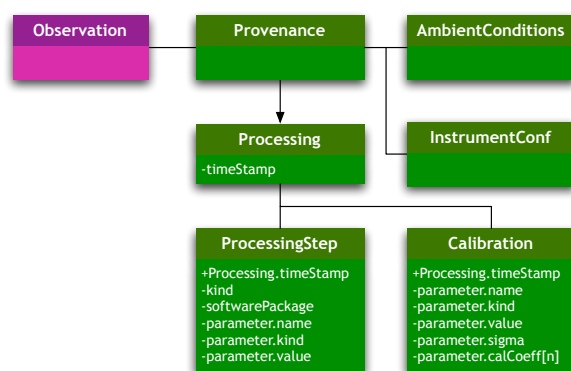 Observation
Provenance
AmbientConditions
Processing
-timeStamp
InstrumentConf
ProcessingStep
+Processing.timeStamp
-kind
-softwarePackage
-parameter.name
-parameter.kind
-parameter.value
Calibration
+Processing.timeStamp
-parameter.name
-parameter.kind
-parameter.value
-parameter.sigma
-parameter.calCoeff[n]